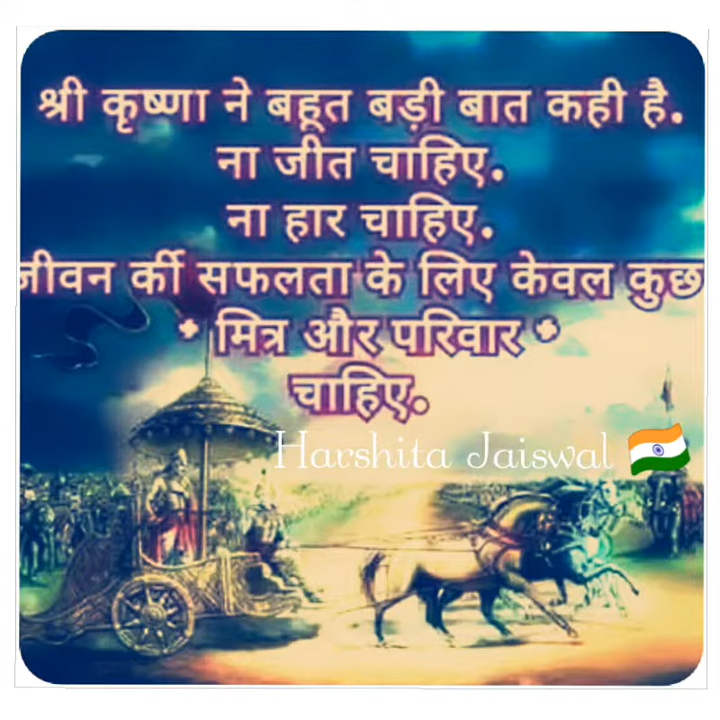 श्री कृष्णा ने बहुत बड़ी बात कही है.
ना जीत चाहिए.
ना हार चाहिए.
जीवन र्की सफलता के लिए केवल कुछ
* मित्र और परिवार *
चाहिए.
Harshita Jaiswal 🇮🇳